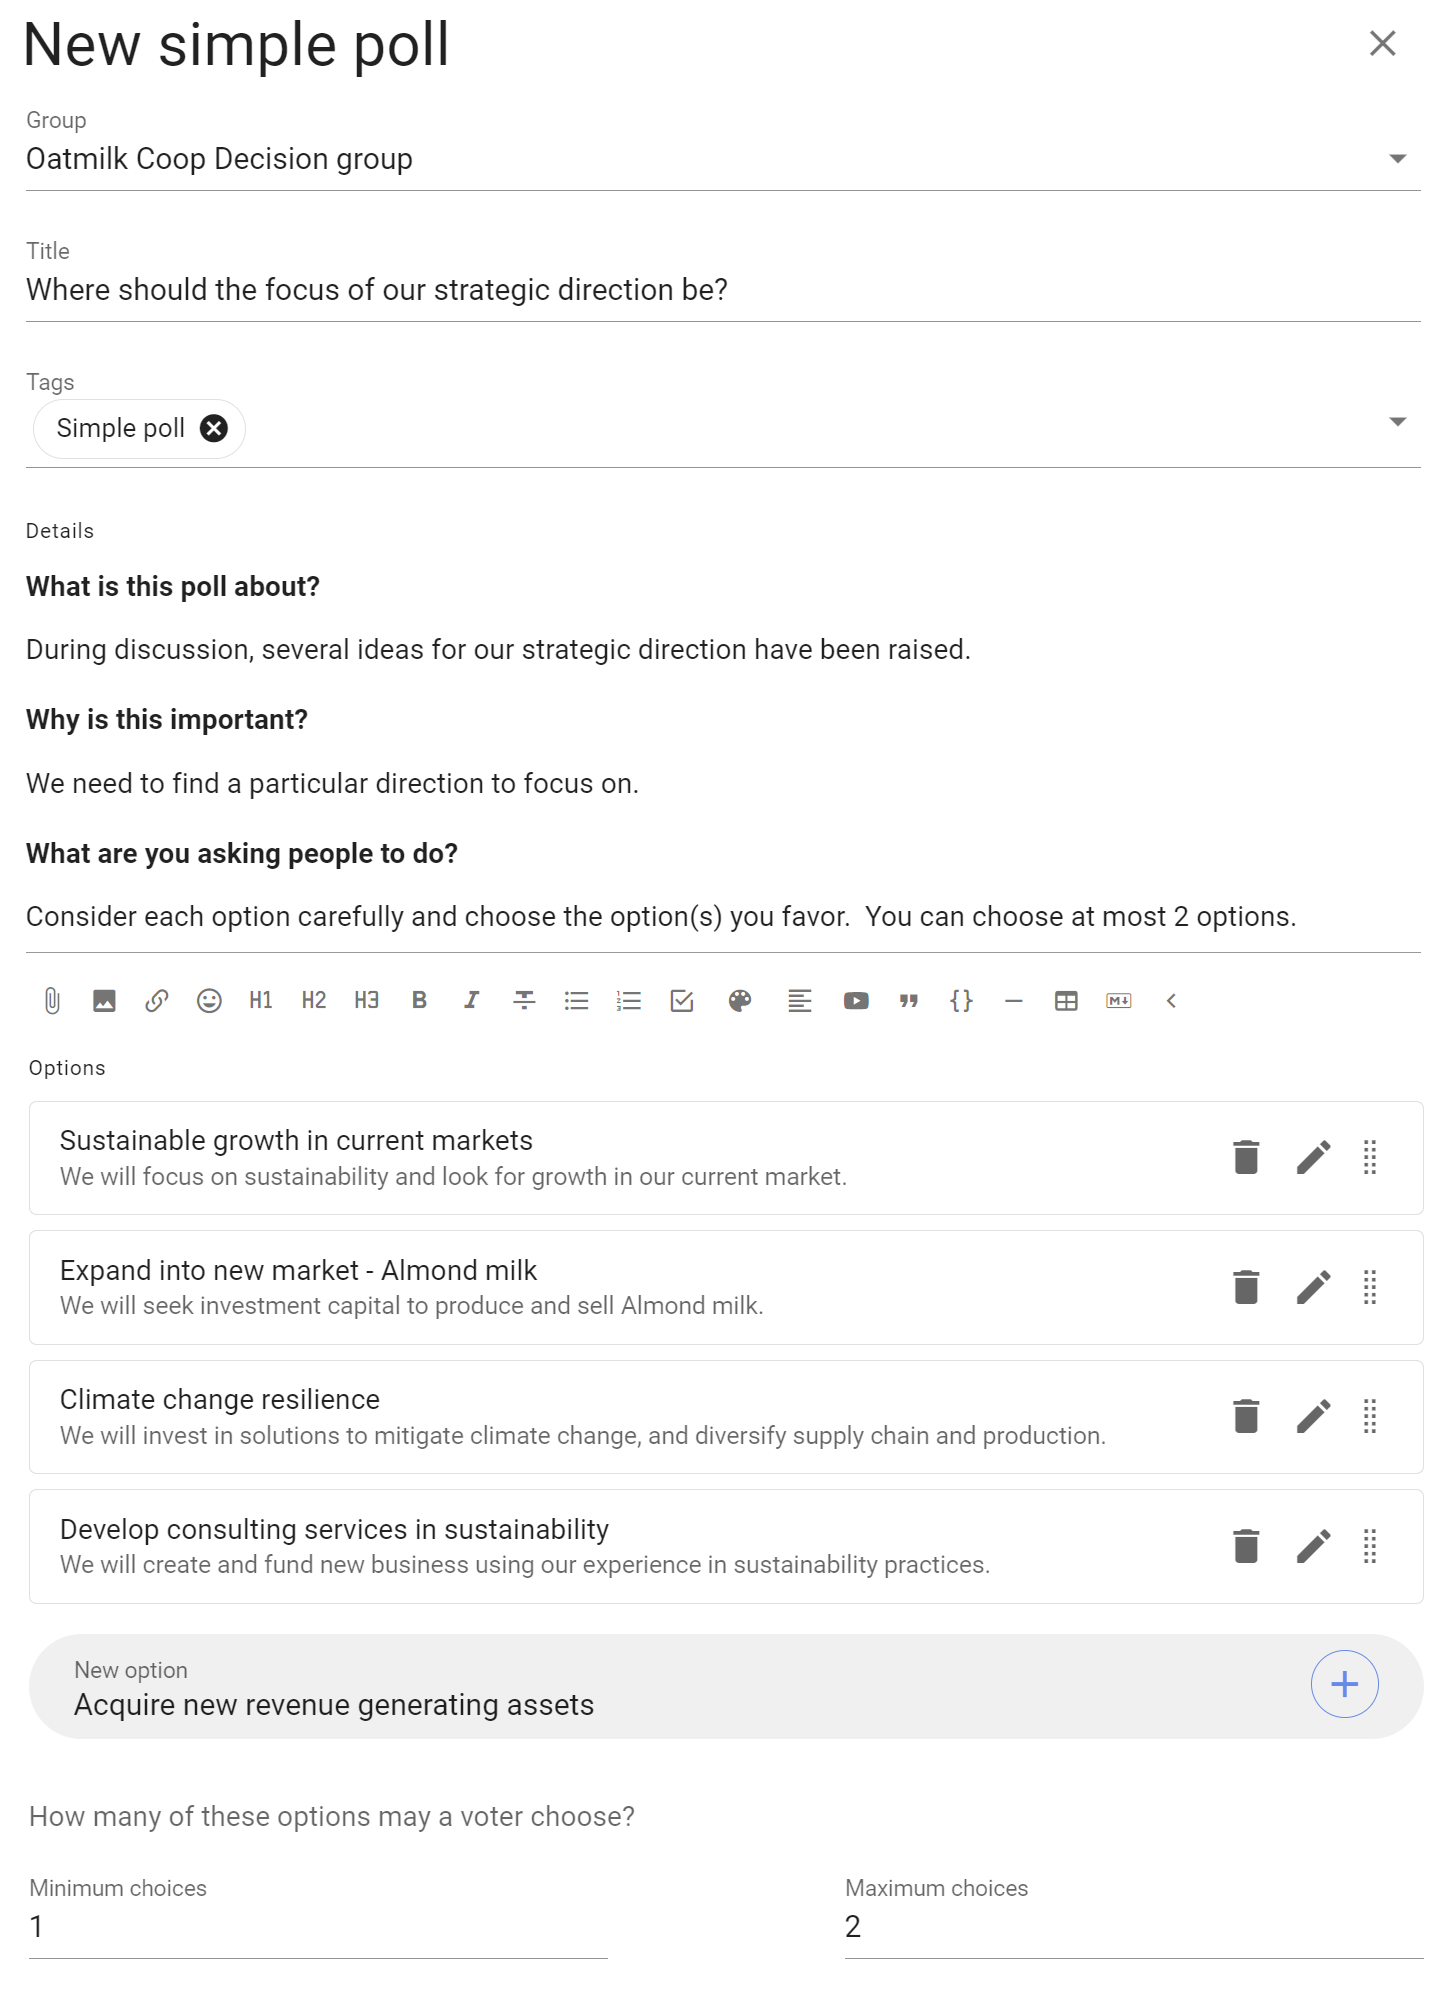 New simple poll
Group
Oatmilk Coop Decision group
Title
Where should the focus of our strategic direction be?
Tags
Simple poll
Details
What is this poll about?
During discussion, several ideas for our strategic direction have been raised.
Why is this important?
We need to find a particular direction to focus on.
What are you asking people to do?
Consider each option carefully and choose the option(s) you favor.  You can choose at most 2 options.
H1 H2 H3 B I
Options
Sustainable growth in current markets
We will focus on sustainability and look for growth in our current market.
Expand into new market - Almond milk
We will seek investment capital to produce and sell Almond milk.
Climate change resilience
We will invest in solutions to mitigate climate change, and diversify supply chain and production.
Develop consulting services in sustainability
We will create and fund new business using our experience in sustainability practices.
New option
Acquire new revenue generating assets
How many of these options may a voter choose?
Minimum choices
1
Maximum choices
2